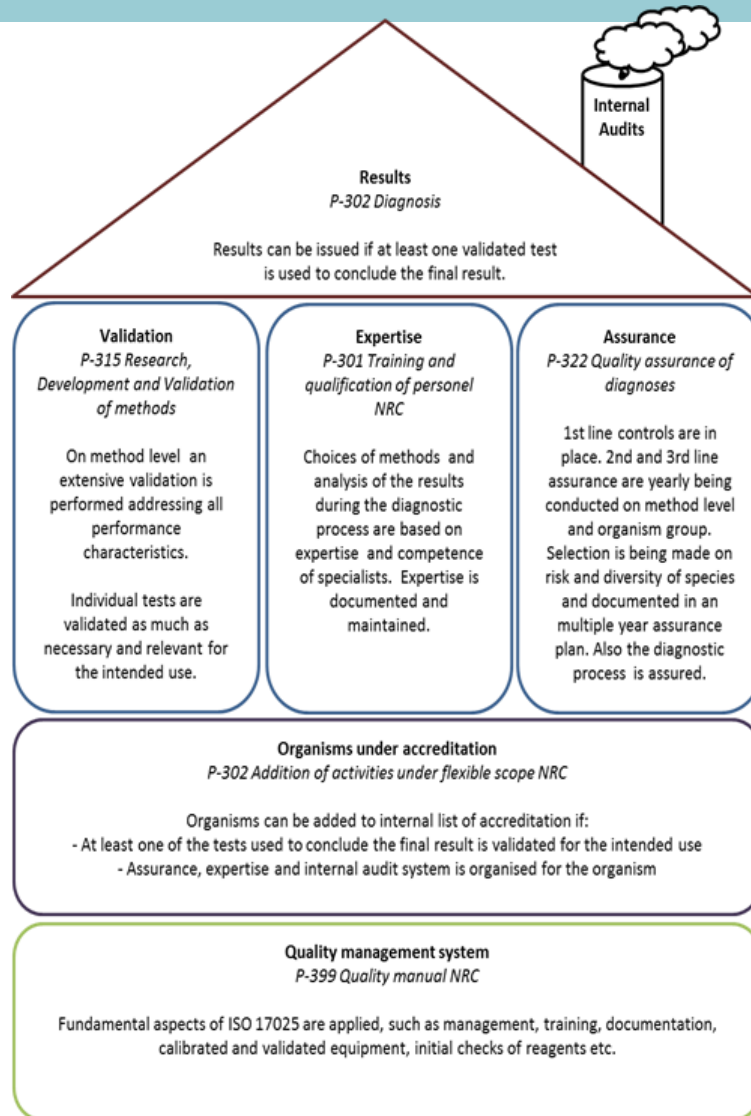 Internal
Audits
Results
P-302 Diagnosis
Results can be issued if at least one validated test
is used to conclude the final result.
Validation
P-315 Research,
Development and Validation
of methods
On method level an
extensive validation is
performed addressing all
performance
characteristics.
Individual tests are
validated as much as
necessary and relevant for
the intended use.
Expertise
P-301 Training and
qualification of personel
NRC
Choices of methods and
analysis of the results
during the diagnostic
process are based on
expertise and competence
of specialists. Expertise is
documented and
maintained.
Assurance
P-322 Quality assurance of
diagnoses
1st line controls are in
place. 2nd and 3rd line
assurance are yearly being
conducted on method level
and organism group.
Selection is being made on
risk and diversity of species
and documented in an
multiple year assurance
plan. Also the diagnostic
process is assured.
Organisms under accreditation
P-302 Addition of activities under flexible scope NRC
Organisms can be added to internal list of accreditation if:
- At least one of the tests used to conclude the final result is validated for the intended use
- Assurance, expertise and internal audit system is organised for the organism
Quality management system
P-399 Quality manual NRC
Fundamental aspects of ISO 17025 are applied, such as management, training, documentation,
calibrated and validated equipment, initial checks of reagents etc.